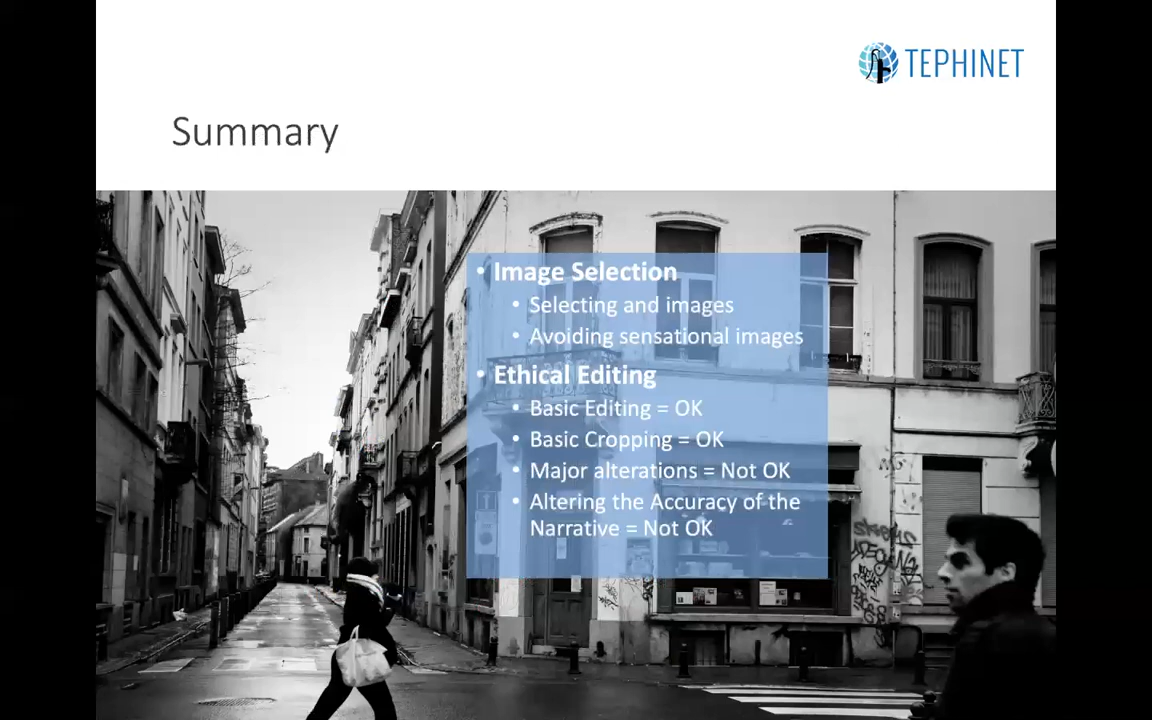 TEPHINET
Summary
• Image Selection
• Selecting and images
• Avoiding sensational images
• Ethical Editing
• Basic Editing = OK
• Basic Cropping = OK
• Major alterations = Not OK
• Altering the Accuracy of the
Narrative = Not OK